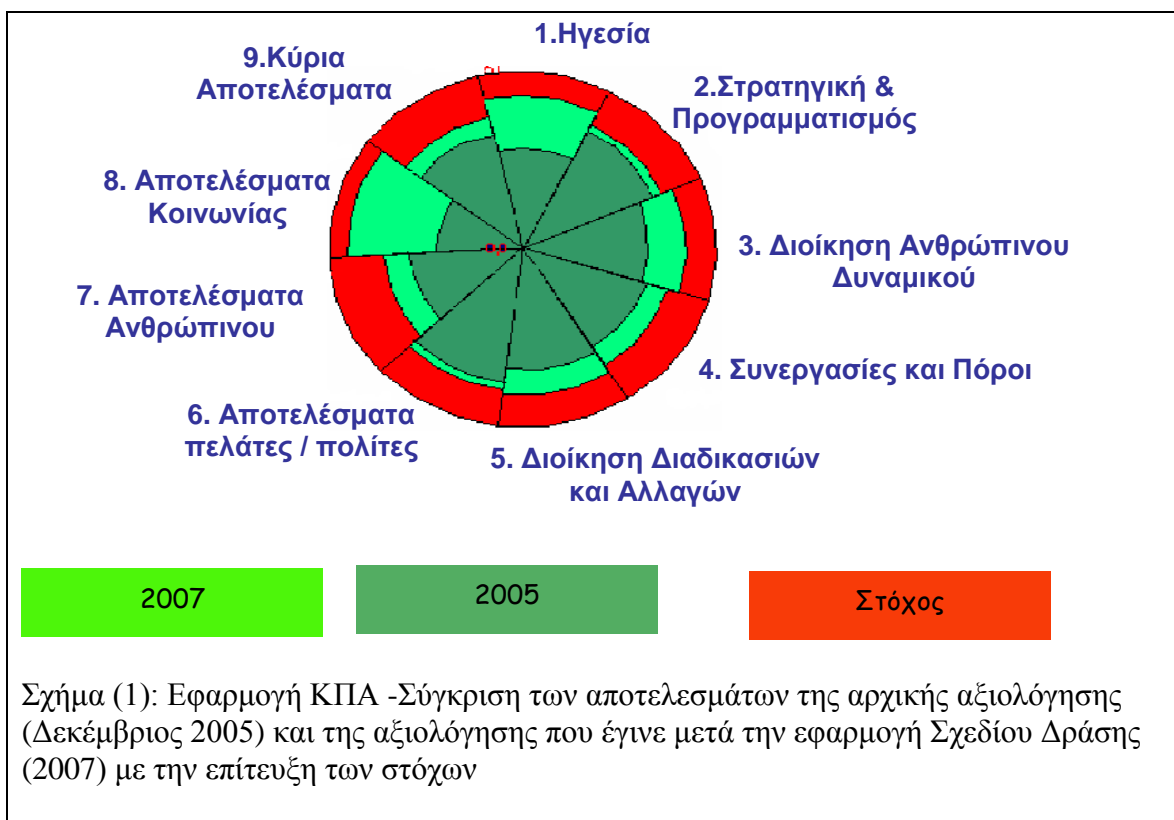 1.Ηγεσία
2.Στρατηγική &
Προγραμματισμός
3. Διοίκηση Ανθρώπινου
Δυναμικού
4. Συνεργασίες και Πόροι
5. Διοίκηση Διαδικασιών
και Αλλαγών
6. Αποτελέσματα
πελάτες / πολίτες
7. Αποτελέσματα
Ανθρώπινου
8. Αποτελέσματα
Κοινωνίας
9.Κύρια
Αποτελέσματα
2007
2005
Στόχος
Σχήμα (1): Εφαρμογή ΚΠΑ -Σύγκριση των αποτελεσμάτων της αρχικής αξιολόγησης
(Δεκέμβριος 2005) και της αξιολόγησης που έγινε μετά την εφαρμογή Σχεδίου Δράσης
(2007) με την επίτευξη των στόχων